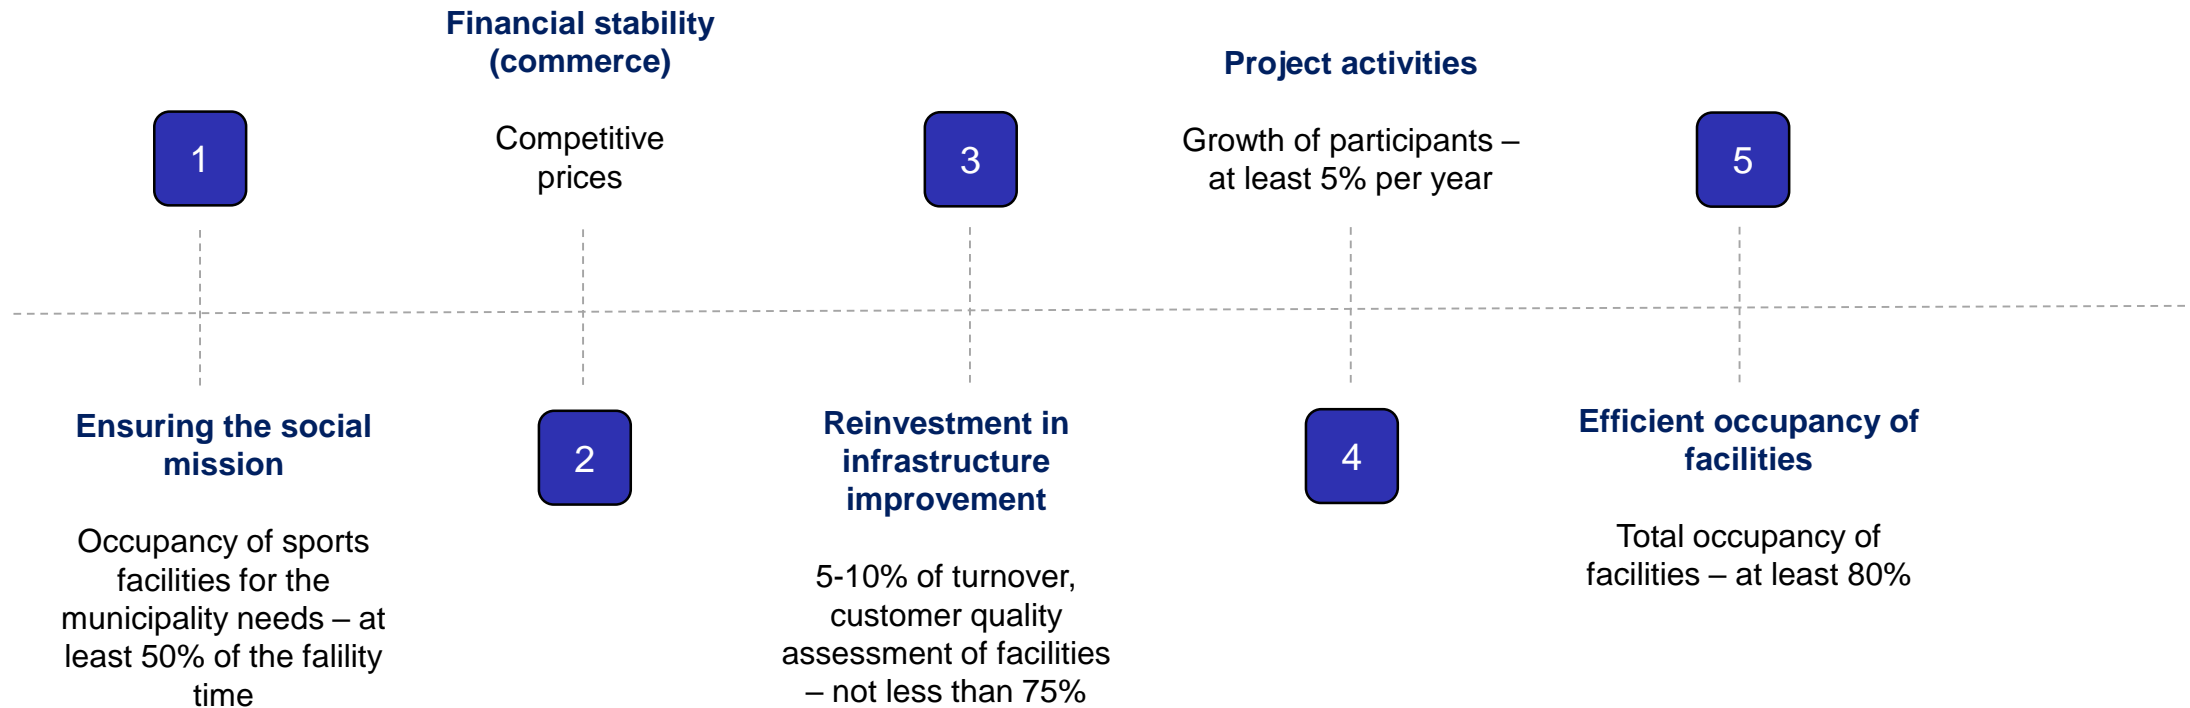 1
Ensuring the social
mission
Occupancy of sports
facilities for the
municipality needs – at
least 50% of the falility
time
Financial stability
(commerce)
Competitive
prices
2
3
Reinvestment in
infrastructure
improvement
5-10% of turnover,
customer quality
assessment of facilities
– not less than 75%
Project activities
Growth of participants –
at least 5% per year
4
5
Efficient occupancy of
facilities
Total occupancy of
facilities – at least 80%